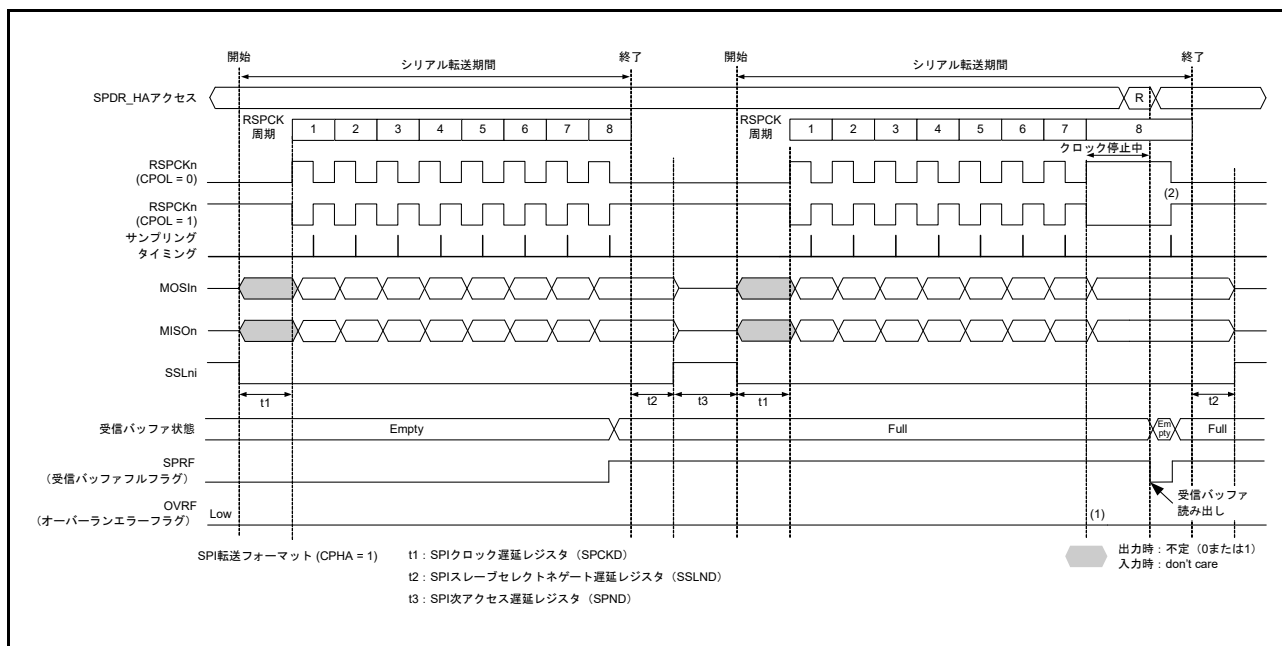 開始
シリアル転送期間
終了
開始
シリアル転送期間
終了
SPDR_HAアクセス
R
RSPCK
周期
1 2 3 4 5 6 7 8
RSPCK
周期
1 2 3 4 5 6 7 8
クロック停止中
RSPCKn
(CPOL = 0)
(2)
RSPCKn
(CPOL = 1)
サンプリング
タイミング
MOSIn
MISOn
SSLni
t1
t2
t3
t1
t2
受信バッファ状態
Empty
Full
Em
pty
Full
SPRF
(受信バッファフルフラグ)
受信バッファ
読み出し
OVRF
(オーバーランエラーフラグ)
Low
(1)
SPI転送フォーマット (CPHA = 1)
t1:SPIクロック遅延レジスタ(SPCKD)
t2:SPIスレーブセレクトネゲート遅延レジスタ(SSLND)
t3:SPI次アクセス遅延レジスタ(SPND)
出力時:不定(0または1)
入力時:don't care